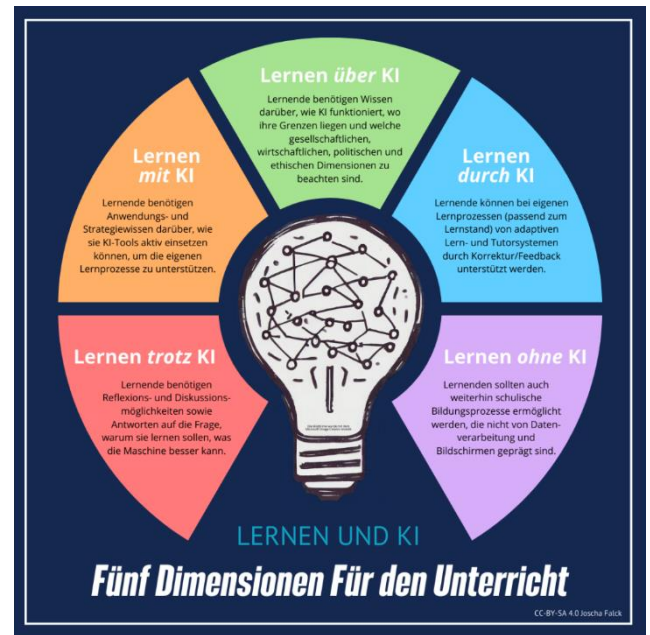 Lernen über KI
Lernende benötigen Wissen
darüber, wie KI funktioniert, wo
ihre Grenzen liegen und welche
gesellschaftlichen,
wirtschaftlichen, politischen und
ethischen Dimensionen zu
beachten sind.
Lernen
mit KI
Lernende benötigen
Anwendungs- und
Strategiewissen darüber, wie
sie KI-Tools aktiv einsetzen
können, um die eigenen
Lernprozesse zu unterstützen.
Lernen
durch KI
Lernende können bei eigenen
Lernprozessen (passend zum
Lernstand) von adaptiven
Lern- und Tutorsystemen
durch Korrektur/Feedback
unterstützt werden.
Lernen trotz KI
Lernende benötigen
Reflexions- und Diskussions-
möglichkeiten sowie
Antworten auf die Frage,
warum sie lernen sollen, was
die Maschine besser kann.
Lernen ohne KI
Lernenden sollten auch
weiterhin schulische
Bildungsprozesse ermöglicht
werden, die nicht von Daten-
verarbeitung und
Bildschirmen geprägt sind.
LERNEN UND KI
Fünf Dimensionen Für den Unterricht
CC-BY-SA 4.0 Joscha Falck